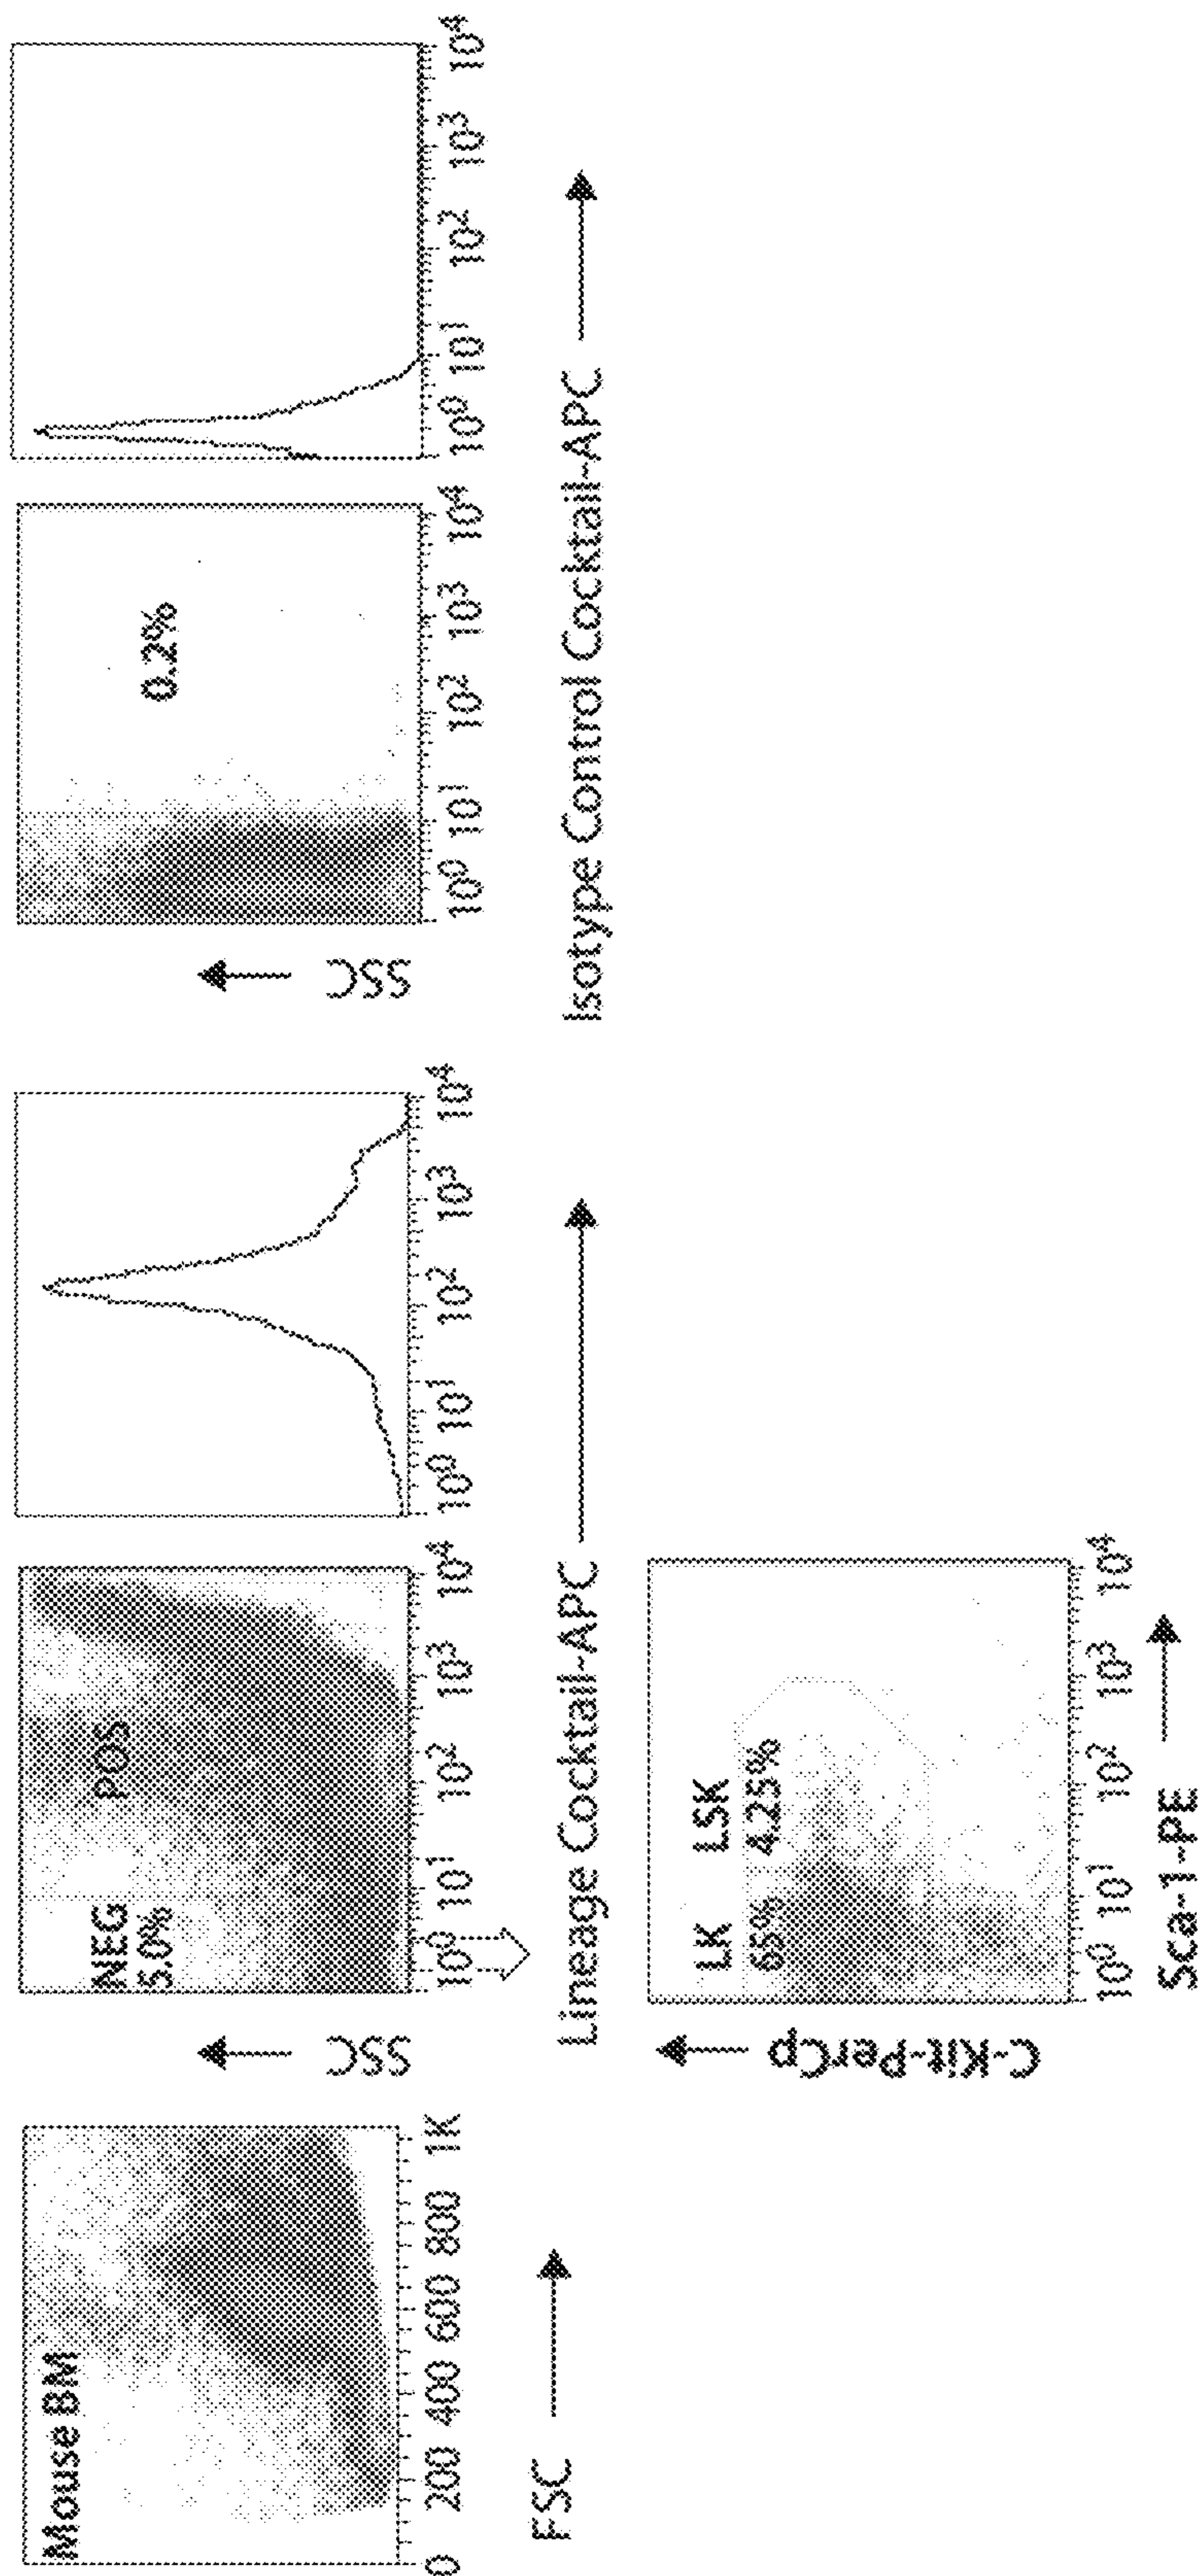 Mouse BM
0 200 400 600 800 1K
FSC
SSC
NEG
5.0%
POS
10⁰ 10¹ 10² 10³ 10⁴
10⁰ 10¹ 10² 10³ 10⁴
Lineage Cocktail-APC
SSC
0.2%
10⁰ 10¹ 10² 10³ 10⁴
10⁰ 10¹ 10² 10³ 10⁴
Isotype Control Cocktail-APC
C-Kit-PerCp
LK
65%
LSK
4.25%
10⁰ 10¹ 10² 10³ 10⁴
Sca-1-PE